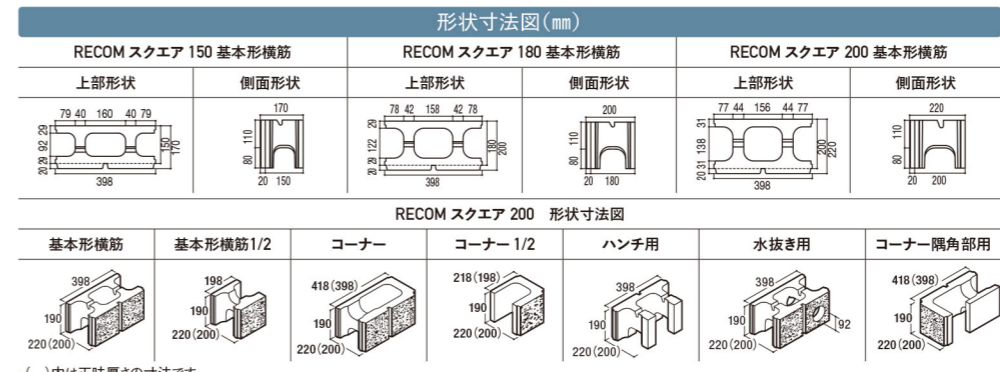 形状寸法図(㎜)
RECOM スクエア 150 基本形横筋
RECOM スクエア 180 基本形横筋
RECOM スクエア 200 基本形横筋
上部形状
側面形状
上部形状
側面形状
上部形状
側面形状
79 40 160 40 79
29 92 29 20
150 170
398
170
110 80
20 150
78 42 158 42 78
29 122 29 20
180 200
398
200
110 80
20 180
77 44 156 44 77
31 138 31 20
200 220
398
220
110 80
20 200
RECOM スクエア 200 形状寸法図
基本形横筋
基本形横筋1/2
コーナー
コーナー 1/2
ハンチ用
水抜き用
コーナー隅角部用
398
190
220(200)
198
190
220(200)
418(398)
190
220(200)
218(198)
190
220(200)
398
190
220(200)
398
190
92
220(200)
418(398)
190
220(200)